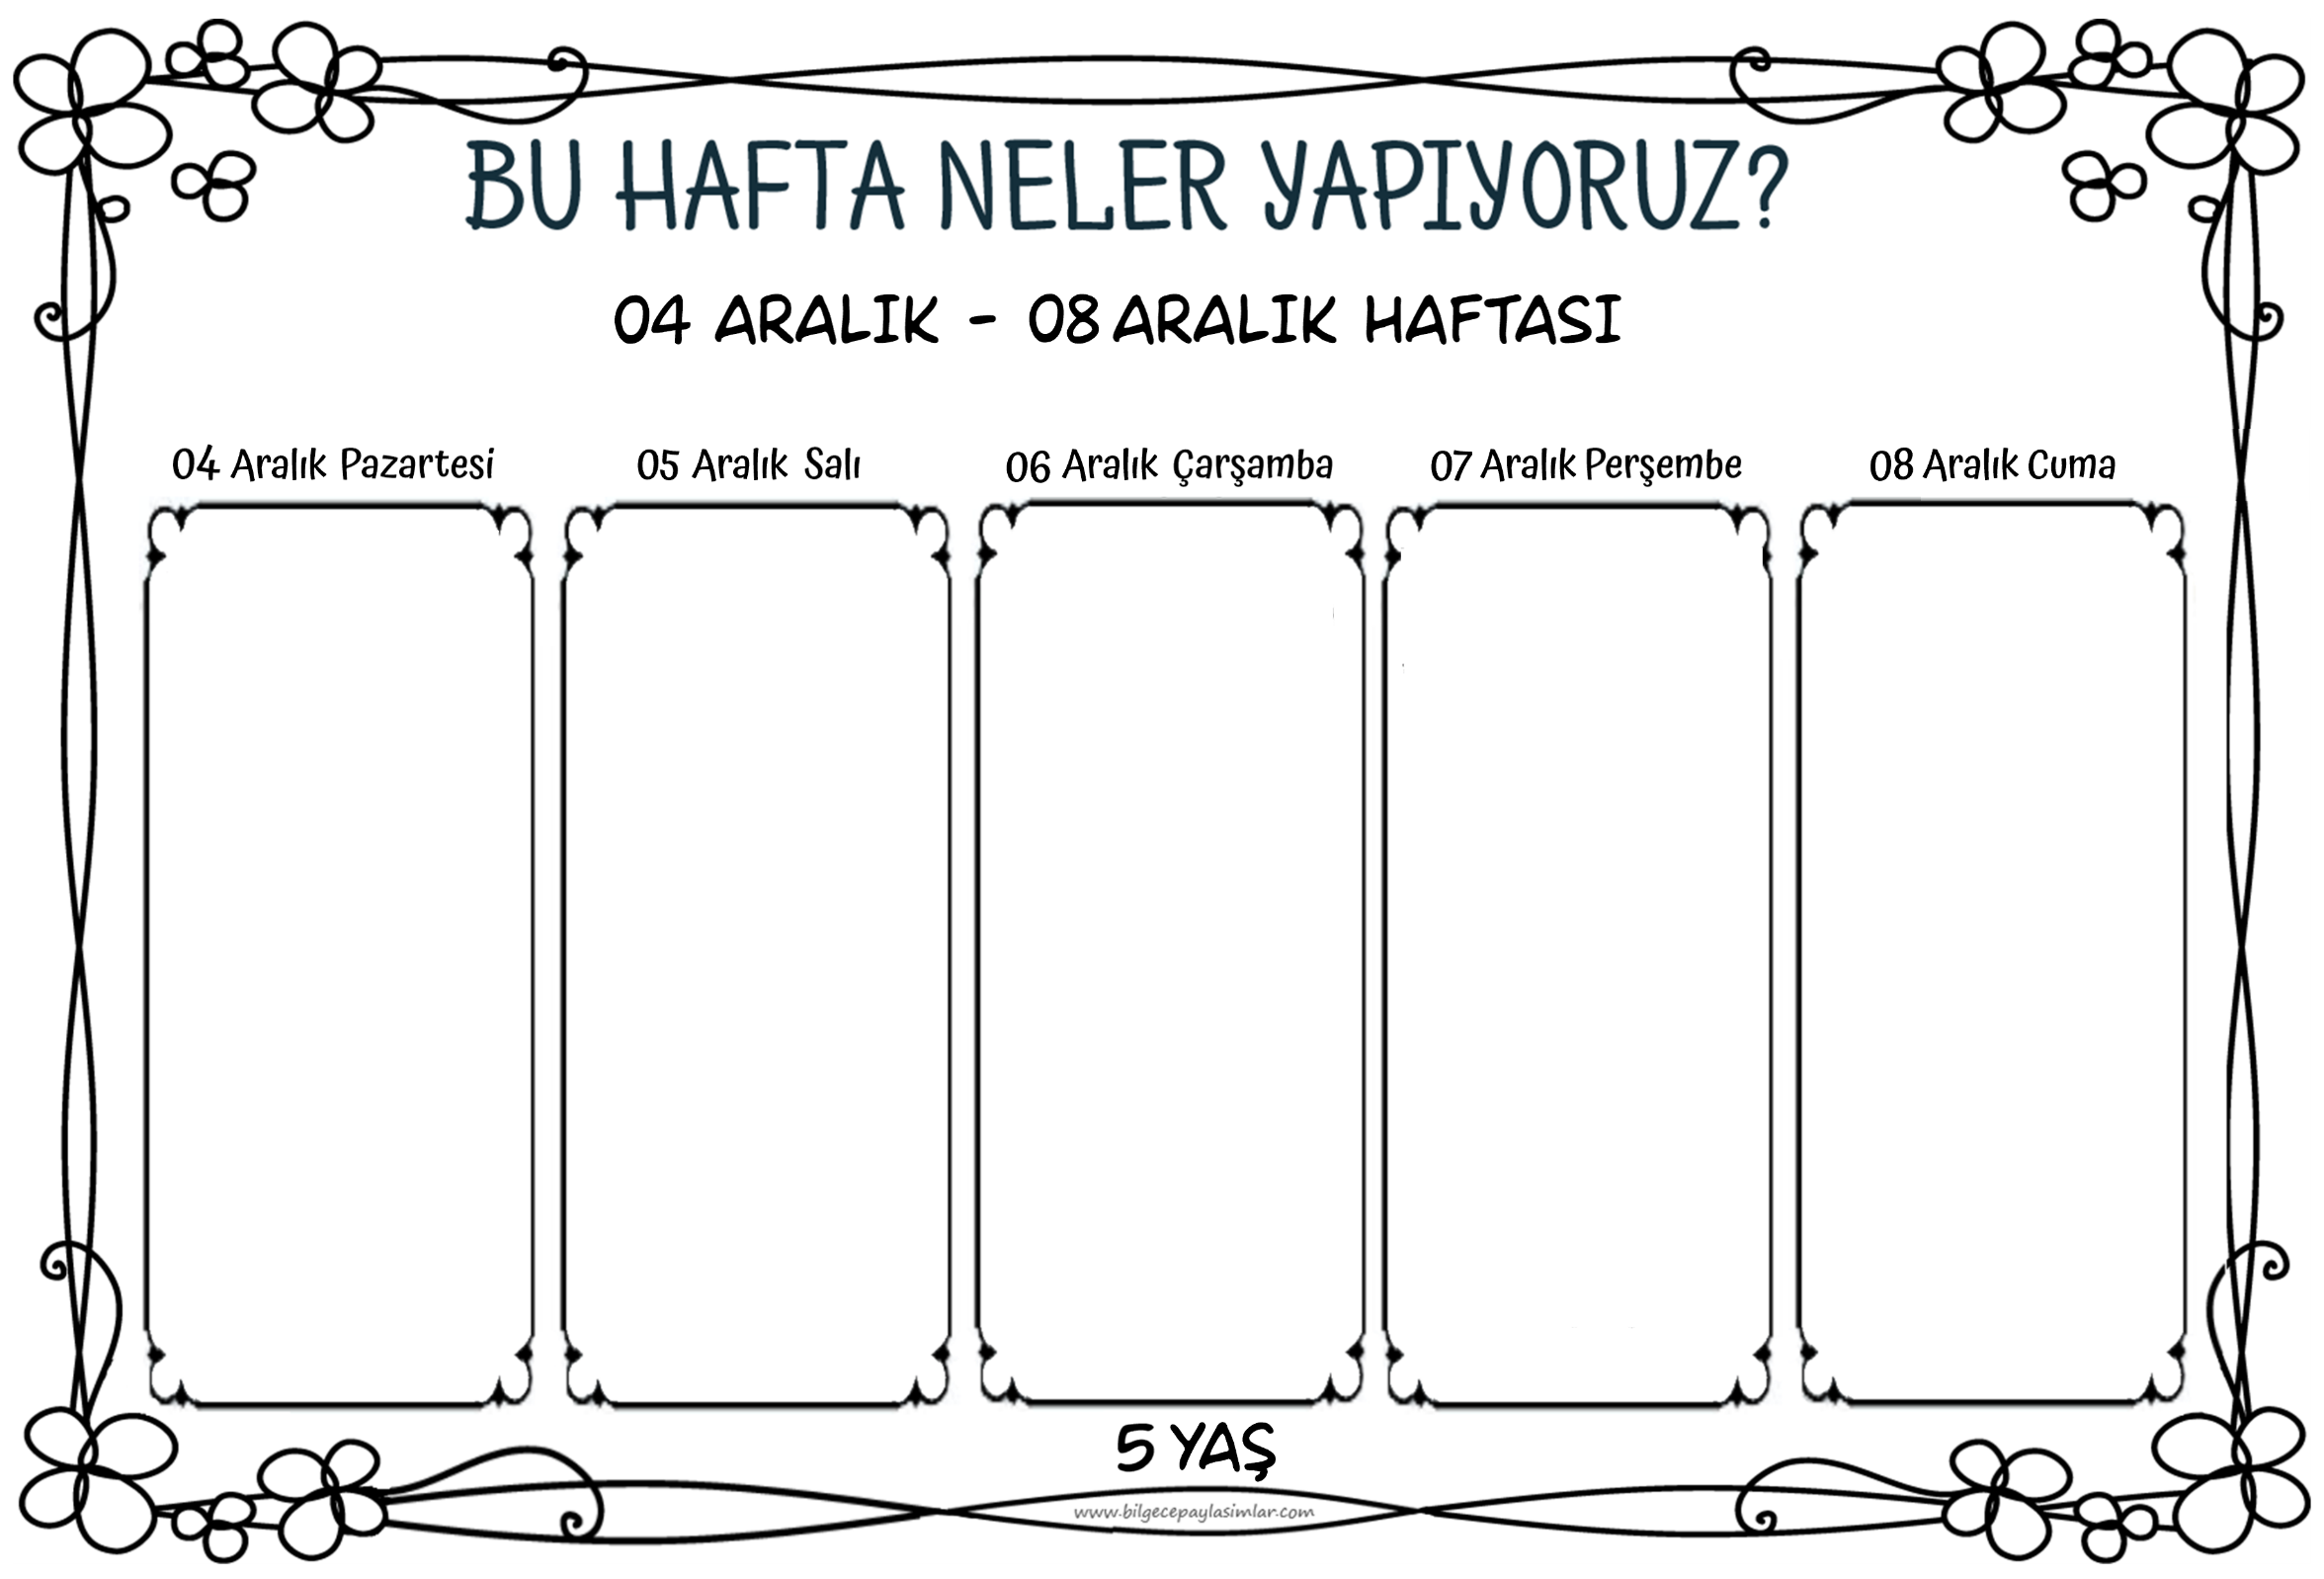 BU HAFTA NELER YAPIYORUZ?
04 ARALIK - 08 ARALIK HAFTASI
04 Aralık Pazartesi
05 Aralık Salı
06 Aralık Çarşamba
07 Aralık Perşembe
08 Aralık Cuma
5 YAŞ
www.bilgecepaylasimlar.com